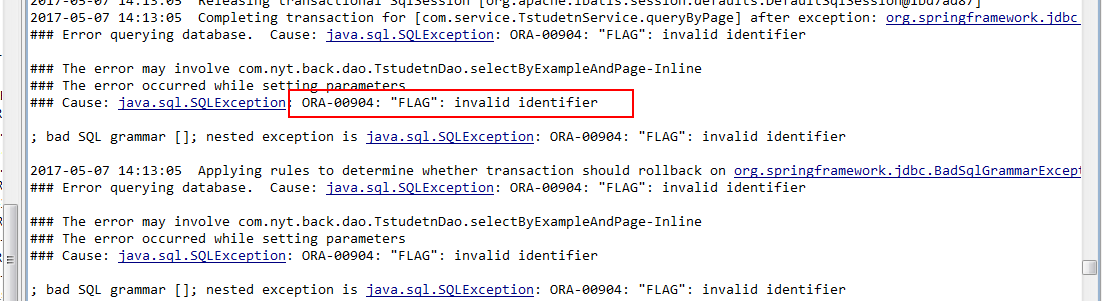 2017-05-07 14:13:05  Releasing transactional SqlSession [org.apache.ibatis.session.defaults.DefaultSqlSession@1bd7ad87]
2017-05-07 14:13:05  Completing transaction for [com.service.TstudetnService.queryByPage] after exception: org.springframework.jdbc.
### Error querying database.  Cause: java.sql.SQLException: ORA-00904: "FLAG": invalid identifier
### The error may involve com.nyt.back.dao.TstudetnDao.selectByExampleAndPage-Inline
### The error occurred while setting parameters
### Cause: java.sql.SQLException: ORA-00904: "FLAG": invalid identifier
; bad SQL grammar []; nested exception is java.sql.SQLException: ORA-00904: "FLAG": invalid identifier
2017-05-07 14:13:05  Applying rules to determine whether transaction should rollback on org.springframework.jdbc.BadSqlGrammarExcept
### Error querying database.  Cause: java.sql.SQLException: ORA-00904: "FLAG": invalid identifier
### The error may involve com.nyt.back.dao.TstudetnDao.selectByExampleAndPage-Inline
### The error occurred while setting parameters
### Cause: java.sql.SQLException: ORA-00904: "FLAG": invalid identifier
; bad SQL grammar []; nested exception is java.sql.SQLException: ORA-00904: "FLAG": invalid identifier